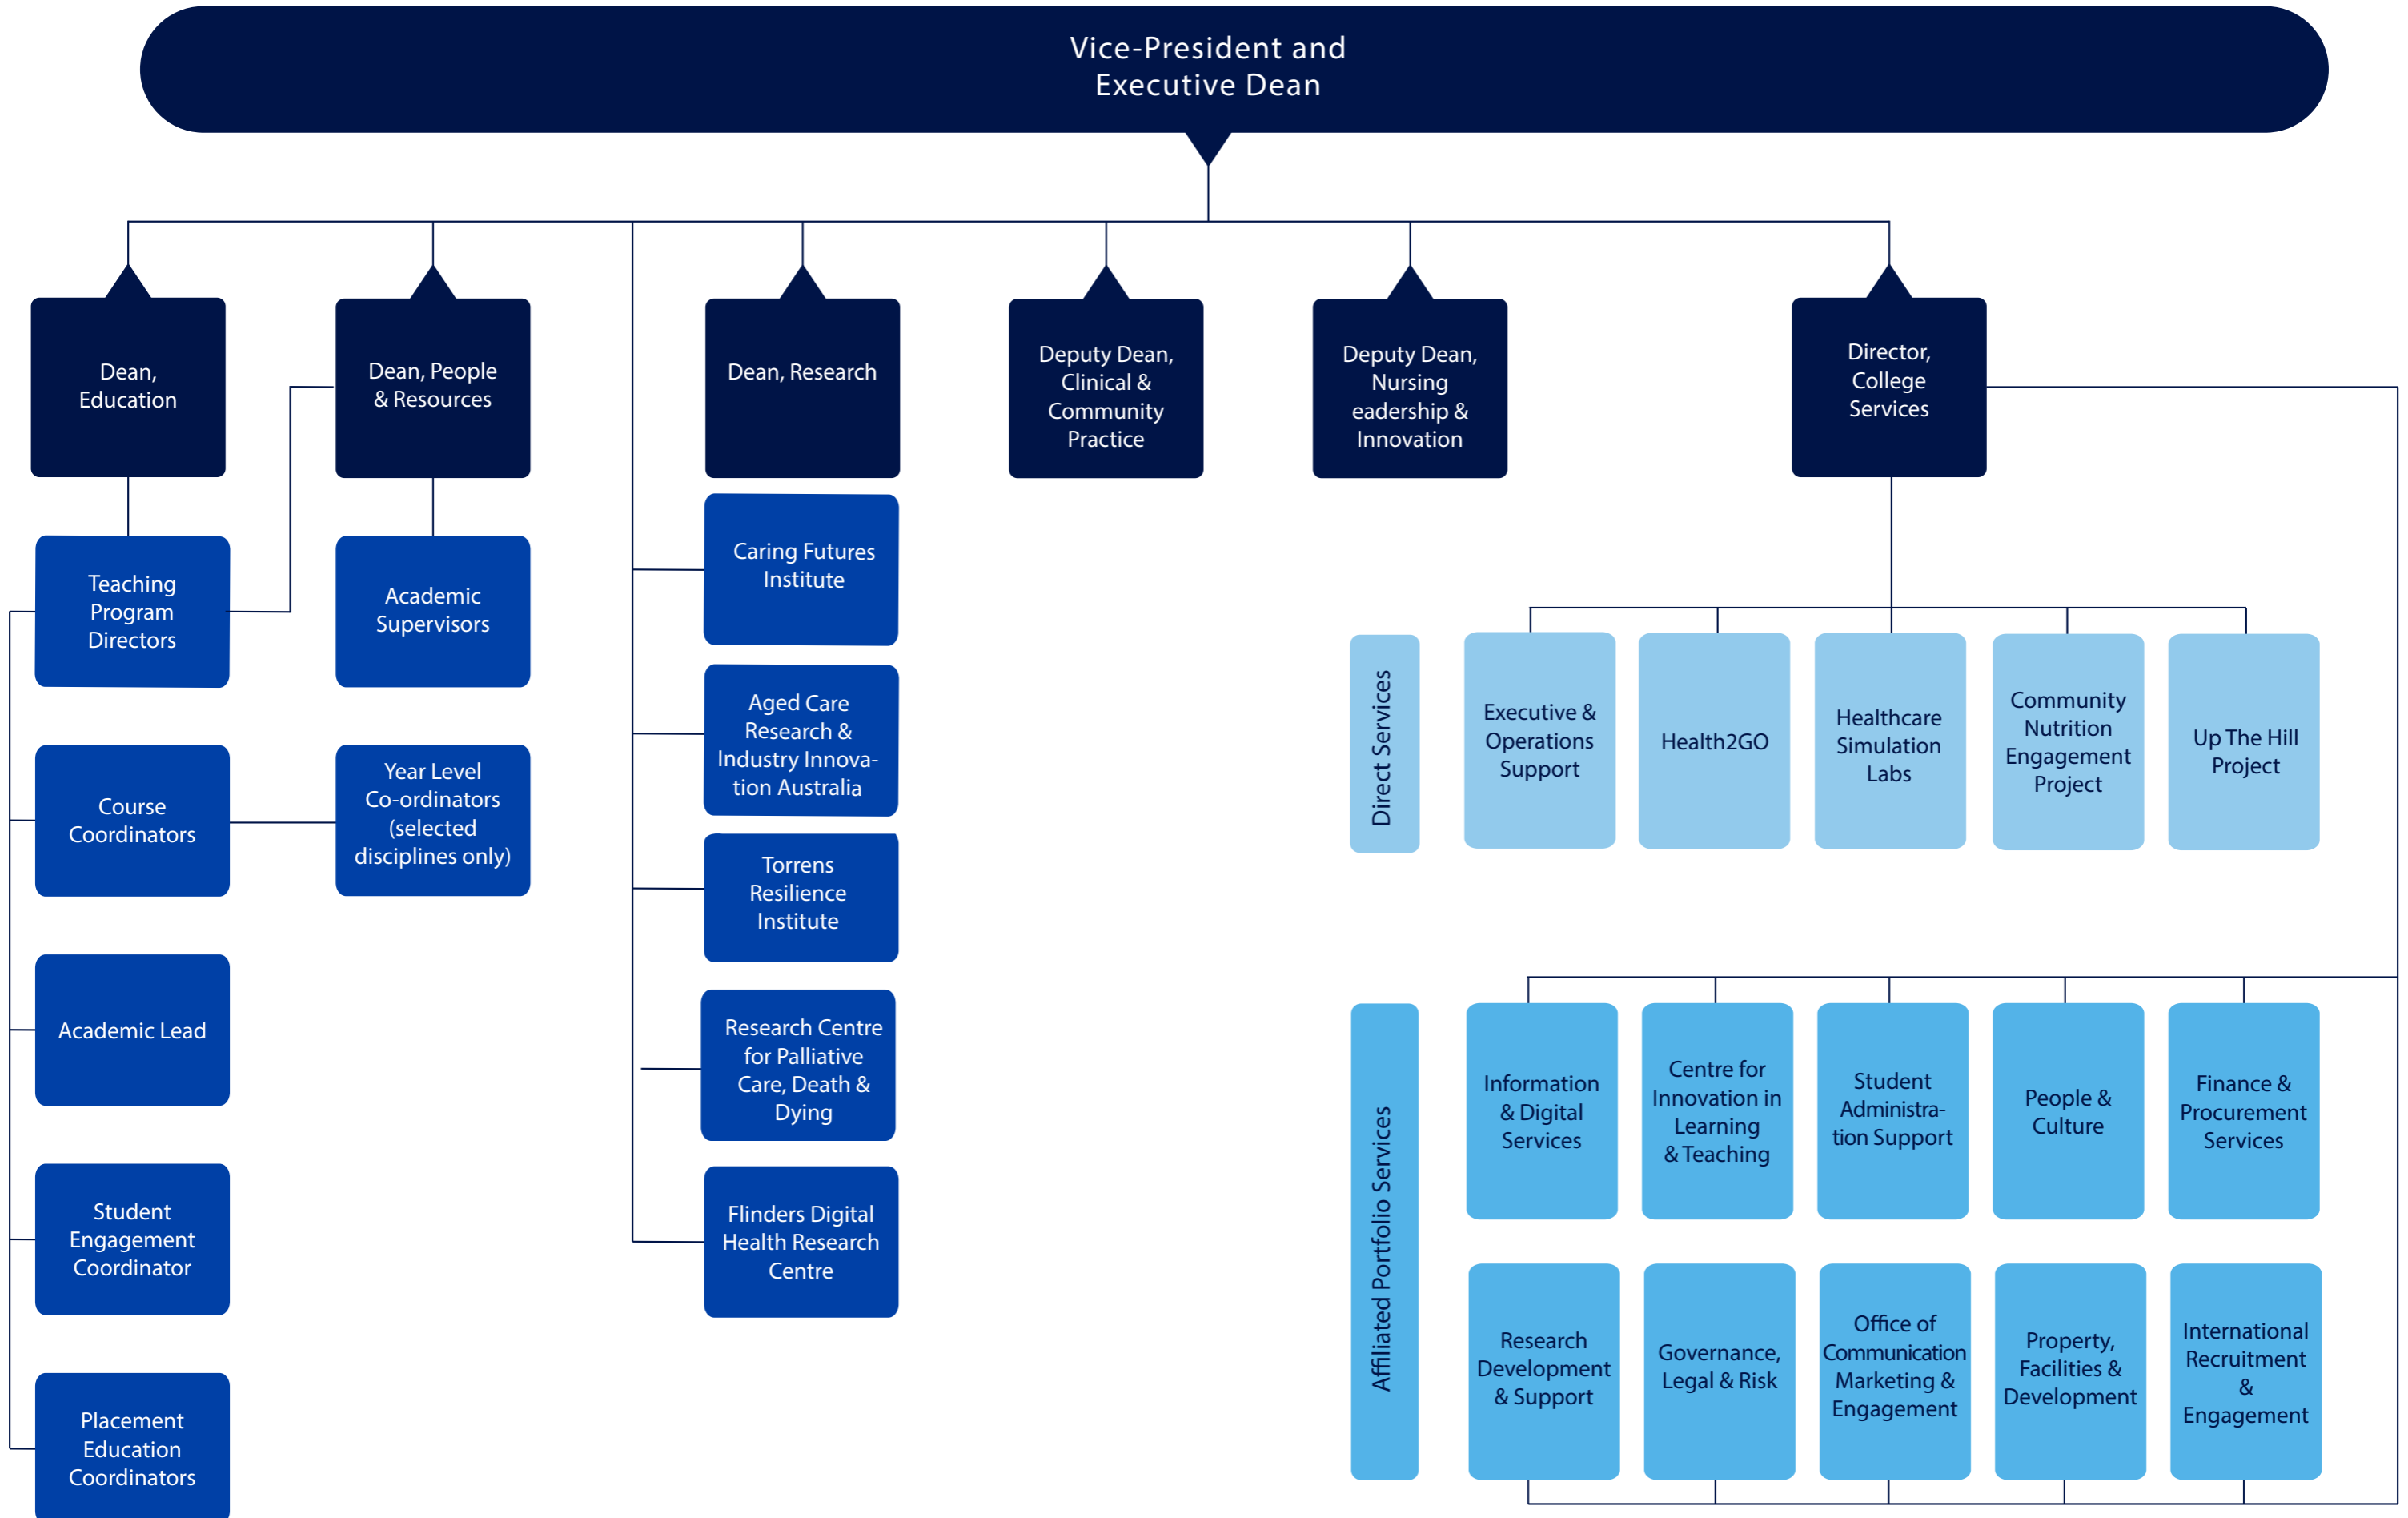 Vice-President and
Executive Dean
Dean,
Education
Dean, People
& Resources
Dean, Research
Deputy Dean,
Clinical &
Community
Practice
Deputy Dean,
Nursing
eadership &
Innovation
Director,
College
Services
Teaching
Program
Directors
Academic
Supervisors
Course
Coordinators
Year Level
Co-ordinators
(selected
disciplines only)
Academic Lead
Student
Engagement
Coordinator
Placement
Education
Coordinators
Caring Futures
Institute
Aged Care
Research &
Industry Innova-
tion Australia
Torrens
Resilience
Institute
Research Centre
for Palliative
Care, Death &
Dying
Flinders Digital
Health Research
Centre
Direct Services
Executive &
Operations
Support
Health2GO
Healthcare
Simulation
Labs
Community
Nutrition
Engagement
Project
Up The Hill
Project
Affiliated Portfolio Services
Information
& Digital
Services
Centre for
Innovation in
Learning
& Teaching
Student
Administra-
tion Support
People &
Culture
Finance &
Procurement
Services
Research
Development
& Support
Governance,
Legal & Risk
Office of
Communication
Marketing &
Engagement
Property,
Facilities &
Development
International
Recruitment
&
Engagement